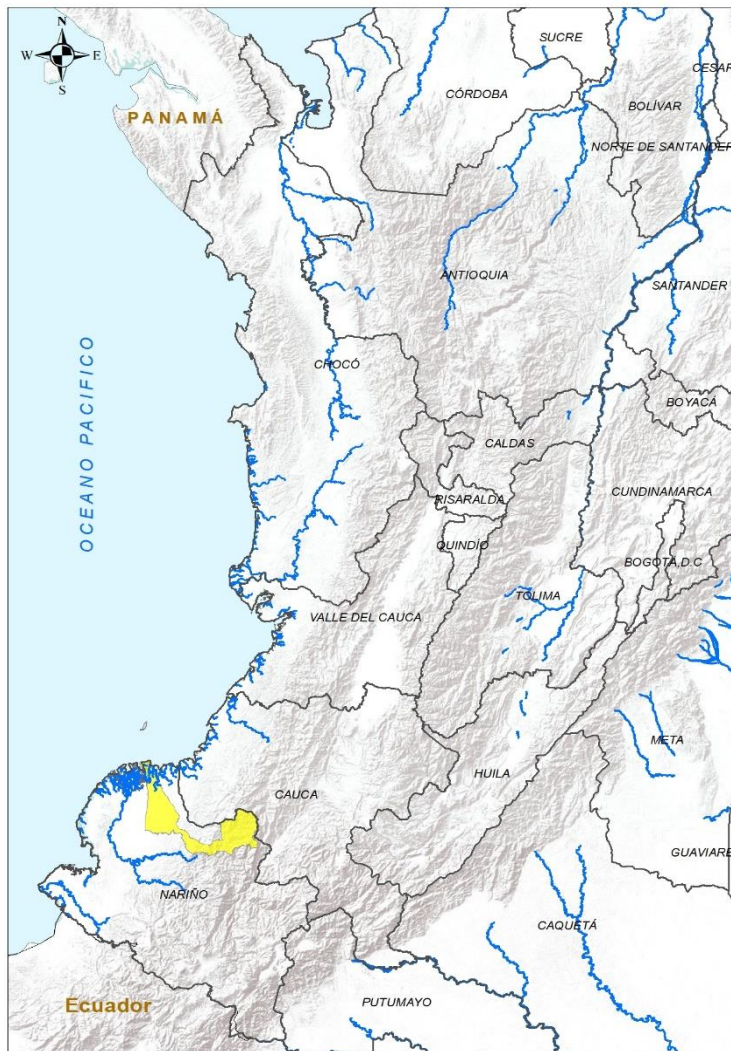 N
W E
S
PANAMÁ
SUCRE
CESAR
CÓRDOBA
BOLÍVAR
NORTE DE SANTANDER
ANTIOQUIA
SANTANDER
OCEANO PACIFICO
CHOCÓ
BOYACÁ
CALDAS
CUNDINAMARCA
RISARALDA
QUINDÍO
BOGOTÁ,D.C
TOLIMA
VALLE DEL CAUCA
META
HUILA
CAUCA
GUAVIARE
NARIÑO
CAQUETÁ
PUTUMAYO
Ecuador